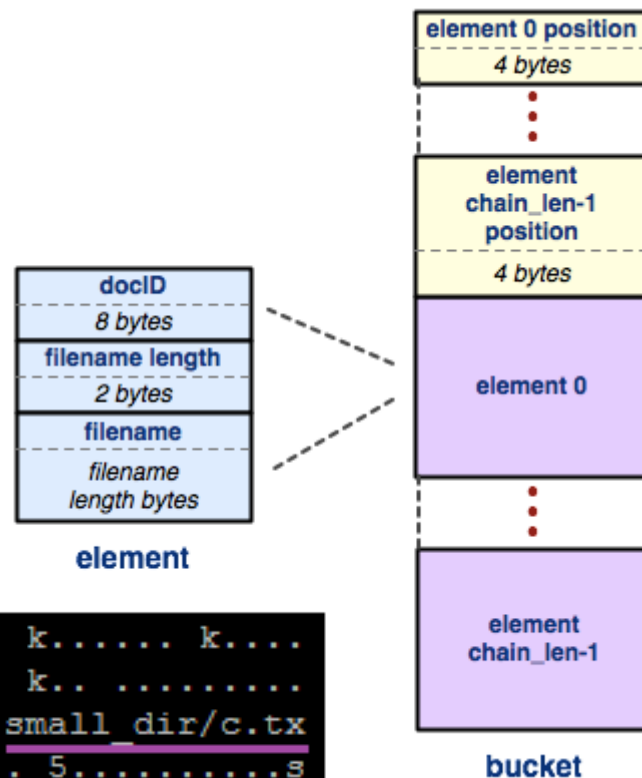 element 0 position
4 bytes
element
chain_len-1
position
4 bytes
docID
8 bytes
filename length
2 bytes
filename
filename
length bytes
element
element 0
element
chain_len-1
bucket
k...... k....
k.. .........
small_dir/c.tx
. 5..........s